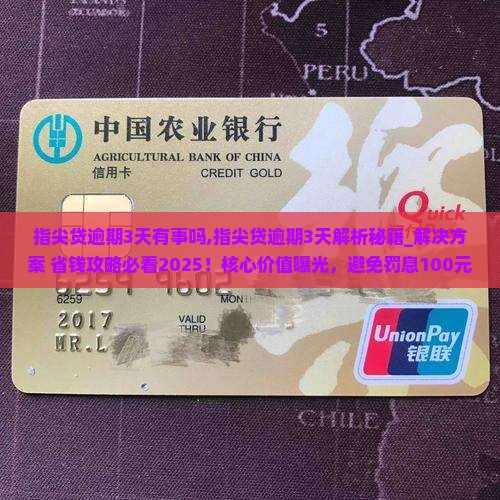 PERU
中国农业银行
AGRICULTURAL BANK OF CHINA
信用卡
CREDIT GOLD
Quick
指尖贷逾期3天有事吗,指尖贷逾期3天解析秘籍_解决方
案 省钱攻略必看2025！核心价值曝光，避免罚息100元
6259
MON
2017
VALID
THRU
MR.L
UnionPay
银联
CHILE